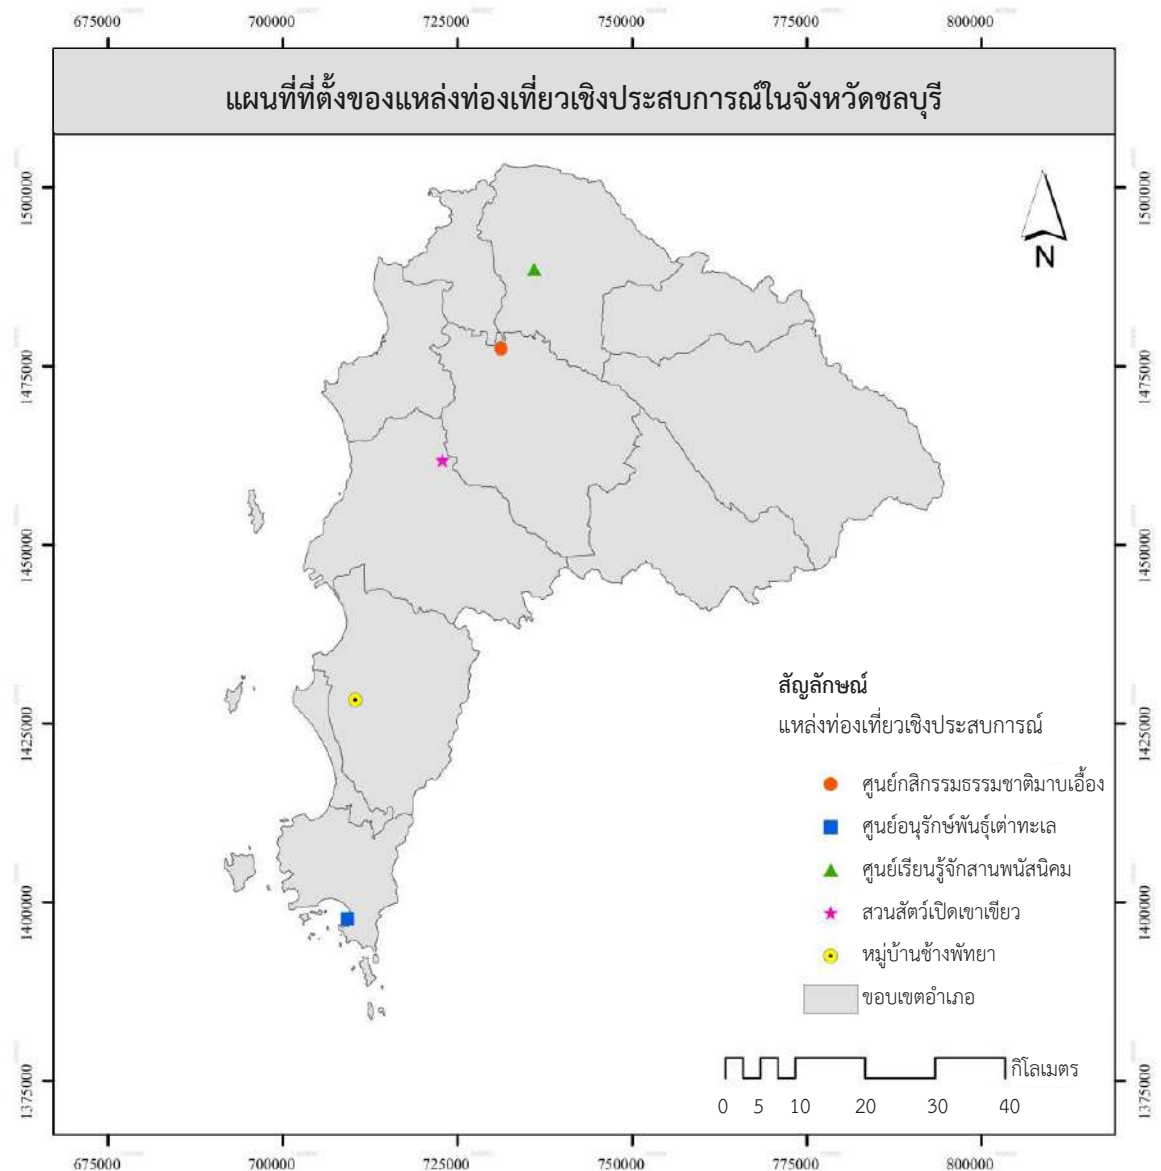 675000 700000 725000 750000 775000 800000
แผนที่ที่ตั้งของแหล่งท่องเที่ยวเชิงประสบการณ์ในจังหวัดชลบุรี
1500000 1500000
N
1475000 1475000
1450000 1450000
สัญลักษณ์
1425000 1425000
แหล่งท่องเที่ยวเชิงประสบการณ์
ศูนย์กสิกรรมธรรมชาติมาบเอื้อง
ศูนย์อนุรักษ์พันธุ์เต่าทะเล
ศูนย์เรียนรู้จักสานพนัสนิคม
1400000 1400000
สวนสัตว์เปิดเขาเขียว
หมู่บ้านช้างพัทยา
ขอบเขตอำเภอ
กิโลเมตร
1375000 1375000
0 5 10 20 30 40
675000 700000 725000 750000 775000 800000